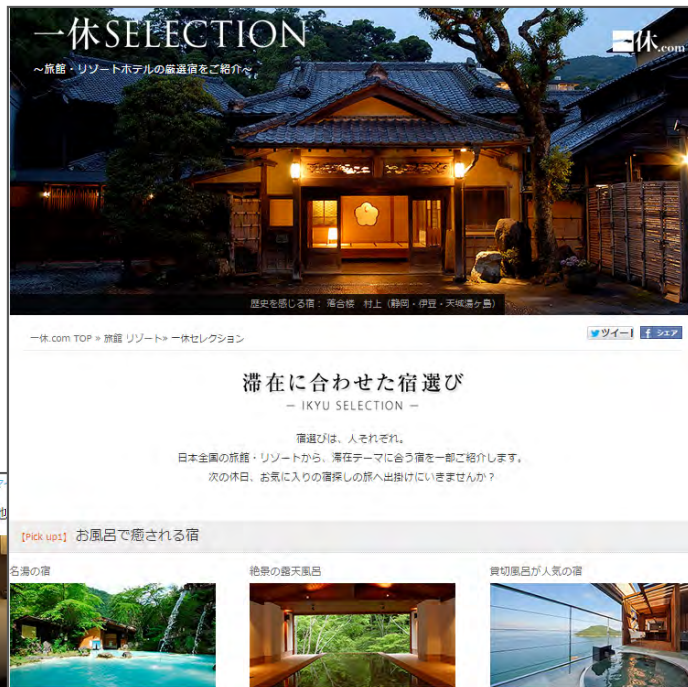 一休SELECTION
～旅館・リゾートホテルの厳選宿をご紹介～
一休.com
歴史を感じる宿： 落合楼 村上（静岡・伊豆・天城湯ヶ島）
一休.com TOP » 旅館 リゾート» 一休セレクション
ツイー
f シェア
滞在に合わせた宿選び
－ IKYU SELECTION －
宿選びは、人それぞれ。
日本全国の旅館・リゾートから、滞在テーマに合う宿を一部ご紹介します。
次の休日、お気に入りの宿探しの旅へ出掛けにいきませんか？
【Pick up1】 お風呂で癒される宿
名湯の宿
絶景の露天風呂
貸切風呂が人気の宿